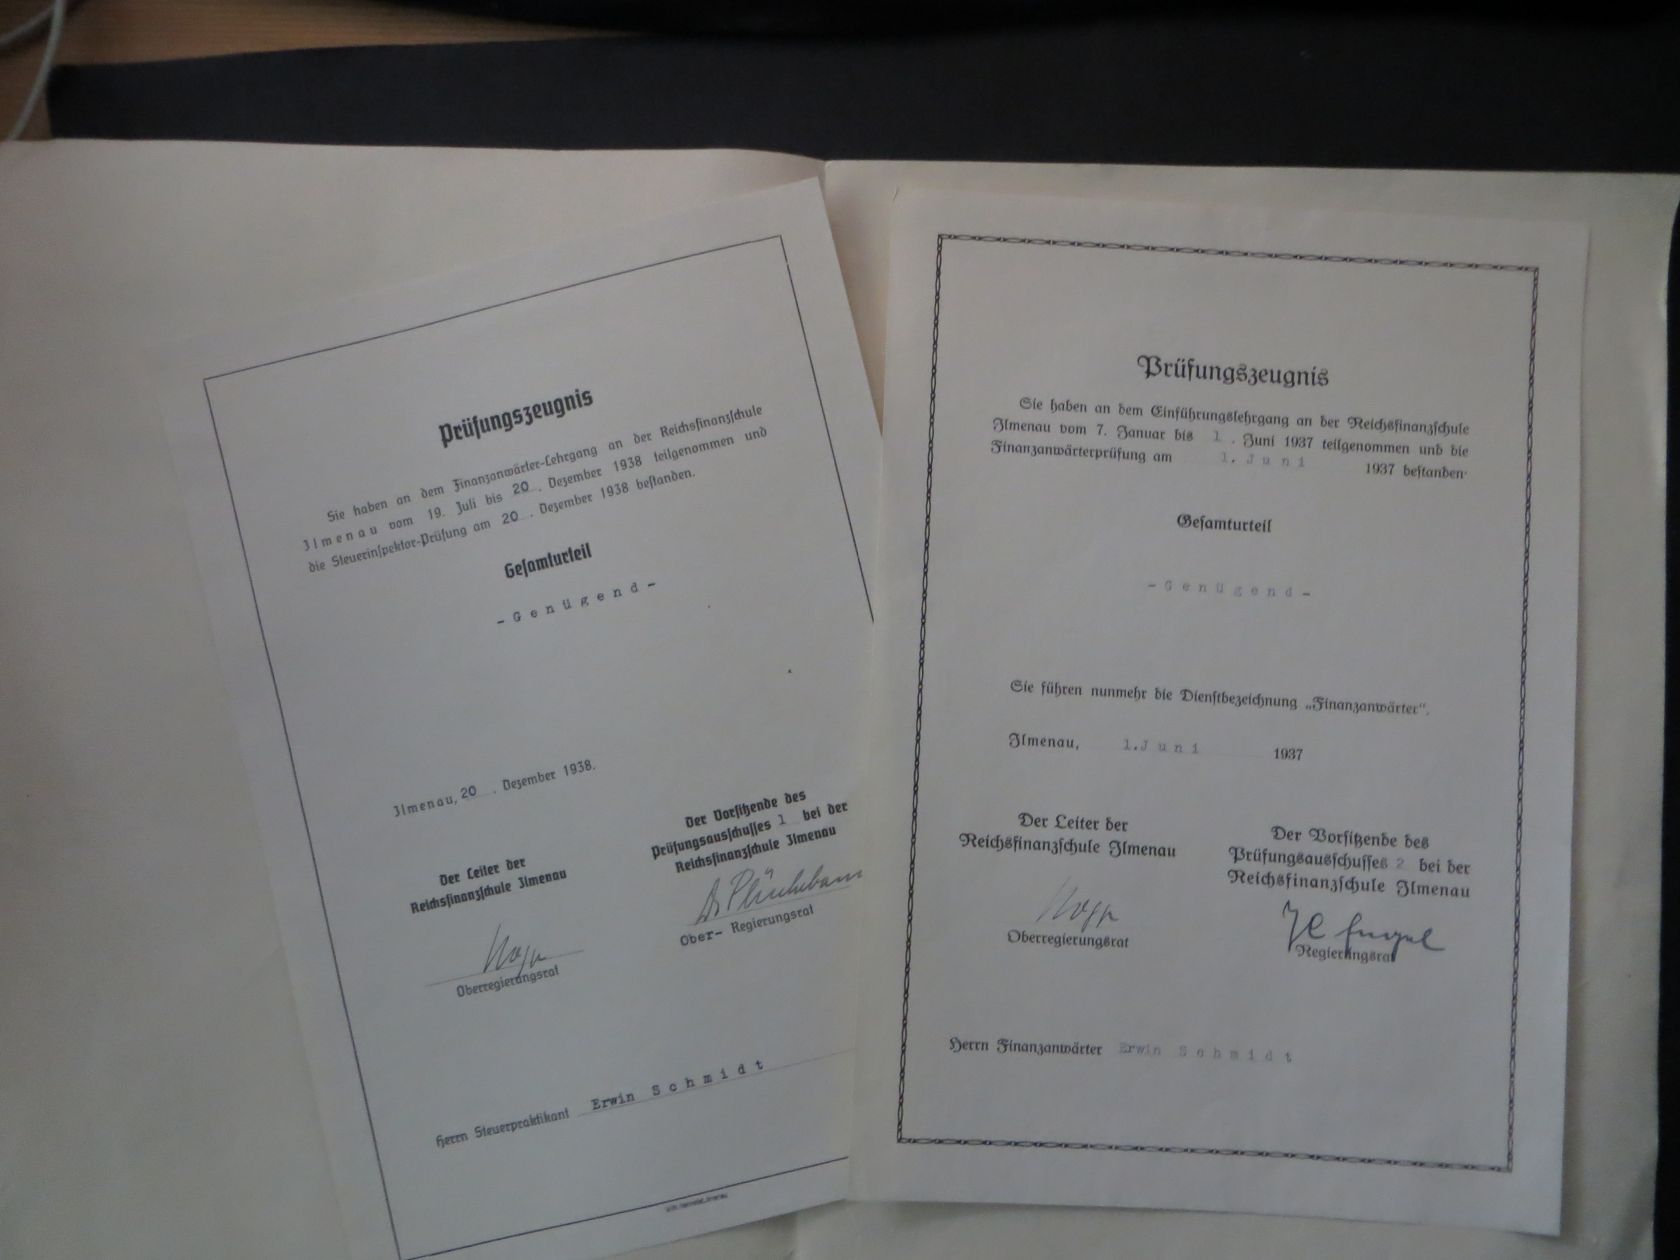 Prüfungszeugnis
Sie haben an dem Finanzanwärter-Lehrgang an der Reichsfinanzschule
Ilmenau vom 19. Juli bis 20. Dezember 1938 teilgenommen und
die Steuerinspektor-Prüfung am 20. Dezember 1938 bestanden.
Gesamturteil
- Genügend -
Ilmenau, 20. Dezember 1938.
Der Leiter der
Reichsfinanzschule Ilmenau
Oberregierungsrat
Der Vorsitzende des
Prüfungsausschusses 1 bei der
Reichsfinanzschule Ilmenau
Ober- Regierungsrat
Herrn Steuerpraktikant Erwin Schmidt
Prüfungszeugnis
Sie haben an dem Einführungslehrgang an der Reichsfinanzschule
Ilmenau vom 7. Januar bis 1. Juni 1937 teilgenommen und die
Finanzanwärterprüfung am 1. Juni 1937 bestanden.
Gesamturteil
- Genügend -
Sie führen nunmehr die Dienstbezeichnung „Finanzanwärter“.
Ilmenau, 1. Juni 1937
Der Leiter der
Reichsfinanzschule Ilmenau
Oberregierungsrat
Der Vorsitzende des
Prüfungsausschusses 2 bei der
Reichsfinanzschule Ilmenau
Regierungsrat
Herrn Finanzanwärter Erwin Schmidt